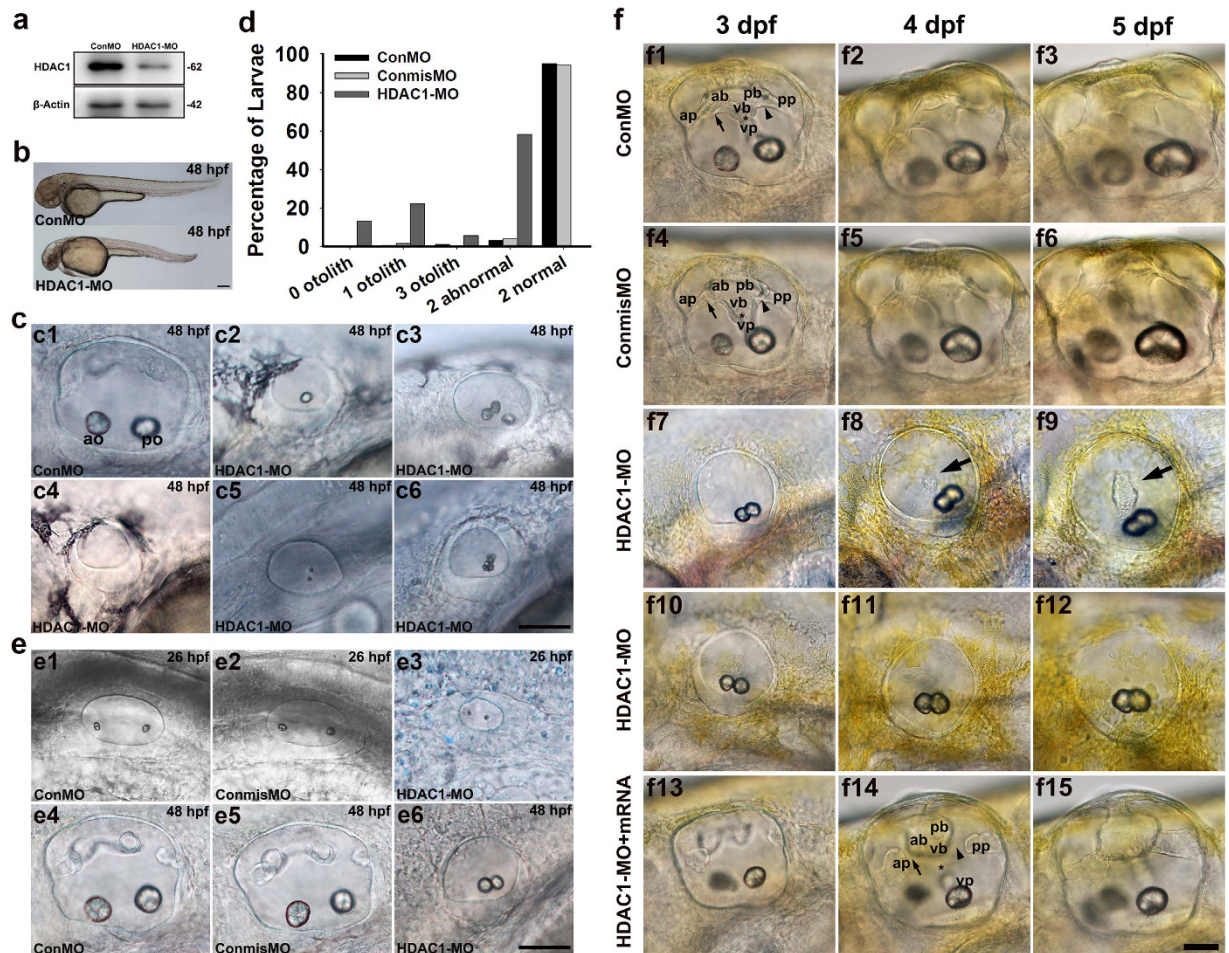 a
ConMO HDAC1-MO
HDAC1 -62
β-Actin -42
b
48 hpf
ConMO
48 hpf
HDAC1-MO
d
Percentage of Larvae
100
80
60
40
20
0
ConMO
ConmisMO
HDAC1-MO
0 otolith
1 otolith
3 otolith
2 abnormal
2 normal
c
c1 48 hpf
ao po
ConMO
c2 48 hpf
HDAC1-MO
c3 48 hpf
HDAC1-MO
c4 48 hpf
HDAC1-MO
c5 48 hpf
HDAC1-MO
c6 48 hpf
HDAC1-MO
e
e1 26 hpf
ConMO
e2 26 hpf
ConmisMO
e3 26 hpf
HDAC1-MO
e4 48 hpf
ConMO
e5 48 hpf
ConmisMO
e6 48 hpf
HDAC1-MO
f
3 dpf 4 dpf 5 dpf
ConMO
f1
ab pb
ap vb pp
*
vp
f2
f3
ConmisMO
f4
ab pb
ap vb pp
*
vp
f5
f6
HDAC1-MO
f7
f8
f9
HDAC1-MO
f10
f11
f12
HDAC1-MO+mRNA
f13
f14
pb
ab vb pp
ap
*
vp
f15